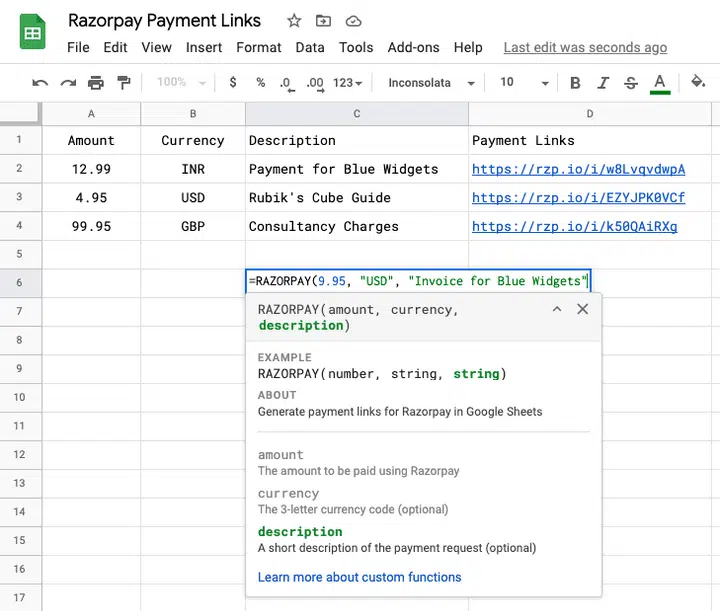 Razorpay Payment Links
File Edit View Insert Format Data Tools Add-ons Help Last edit was seconds ago
100% $ % .0 .00 123 Inconsolata 10 B I S A
A B C D
1 Amount Currency Description Payment Links
2 12.99 INR Payment for Blue Widgets https://rzp.io/i/w8LvqvdwpA
3 4.95 USD Rubik's Cube Guide https://rzp.io/i/EZYJPK0VCf
4 99.95 GBP Consultancy Charges https://rzp.io/i/k50QAiRXg
5
6 =RAZORPAY(9.95, "USD", "Invoice for Blue Widgets"
7 RAZORPAY(amount, currency,
description)
8
EXAMPLE
9 RAZORPAY(number, string, string)
10 ABOUT
11 Generate payment links for Razorpay in Google Sheets
12 amount
The amount to be paid using Razorpay
13 currency
14 The 3-letter currency code (optional)
description
15 A short description of the payment request (optional)
16 Learn more about custom functions
17